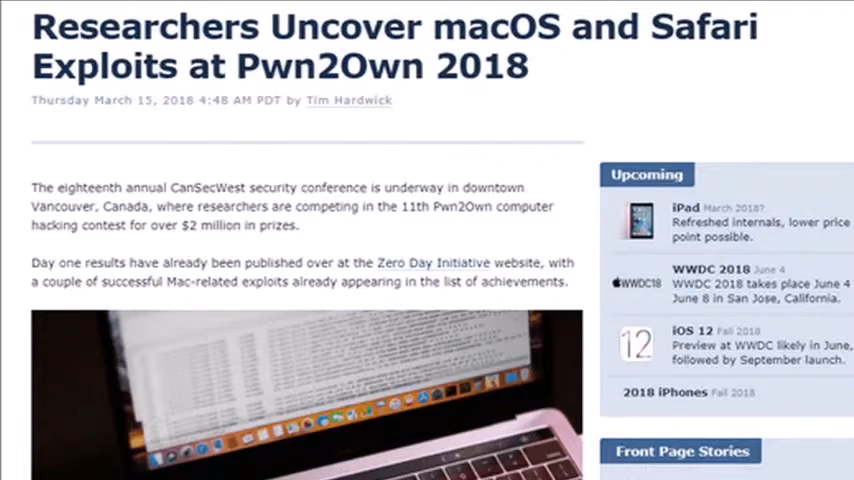 Researchers Uncover macOS and Safari
Exploits at Pwn2Own 2018
Thursday March 15, 2018 4:48 AM PDT by Tim Hardwick
The eighteenth annual CanSecWest security conference is underway in downtown
Vancouver, Canada, where researchers are competing in the 11th Pwn2Own computer
hacking contest for over $2 million in prizes.
Day one results have already been published over at the Zero Day Initiative website, with
a couple of successful Mac-related exploits already appearing in the list of achievements.
Upcoming
iPad March 2018?
Refreshed internals, lower price
point possible.
WWDC18
WWDC 2018 June 4
WWDC 2018 takes place June 4
June 8 in San Jose, California.
12
iOS 12 Fall 2018
Preview at WWDC likely in June,
followed by September launch.
2018 iPhones Fall 2018
Front Page Stories